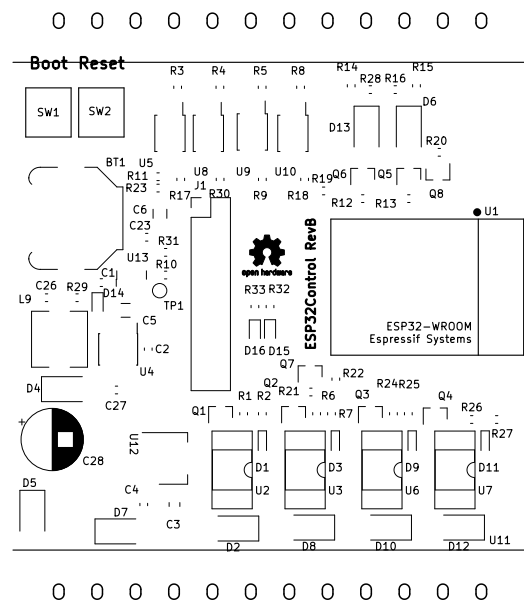 Boot Reset
R3
R4
R5
R8
R14
R28
R16
R15
SW1
SW2
D6
D13
R20
BT1
U5
R11
R23
U8
U9
U10
R19
Q6
Q5
Q8
R17
J1
R30
R9
R18
R12
R13
C6
C23
U13
R31
R10
U1
open hardware
ESP32Control RevB
C1
D14
TP1
C26
R29
L9
C5
R33
R32
ESP32-WROOM
Espressif Systems
D16
D15
C2
U4
D4
C27
Q7
Q2
R21
R22
Q1
R1
R2
R6
R7
Q3
R24
R25
Q4
R26
R27
+
C28
U12
D1
U2
D3
U3
D9
U6
D11
U7
D5
C4
C3
D7
D2
D8
D10
D12
U11